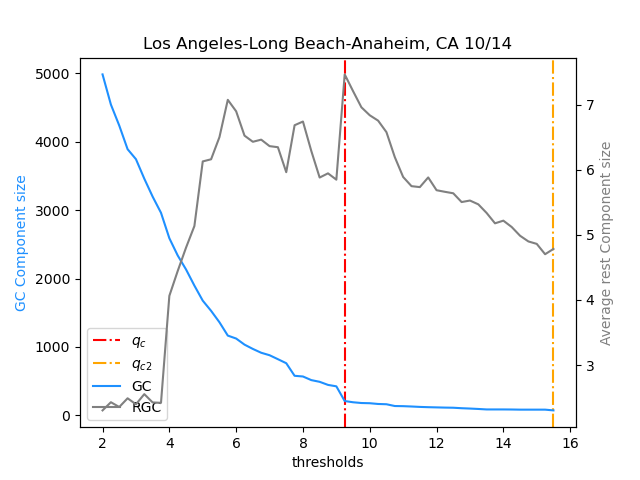 Los Angeles-Long Beach-Anaheim, CA 10/14
GC Component size
5000
4000
3000
2000
1000
0
7
6
5
4
3
Average rest Component size
q_c
q_{c2}
GC
RGC
2 4 6 8 10 12 14 16
thresholds